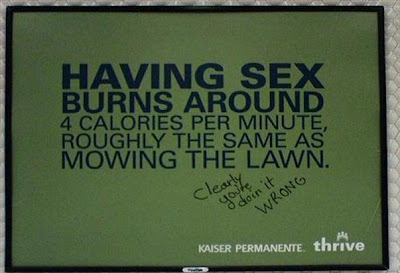 HAVING SEX
BURNS AROUND
4 CALORIES PER MINUTE,
ROUGHLY THE SAME AS
MOWING THE LAWN.
Clearly
you're
doin it
WRONG
KAISER PERMANENTE. thrive